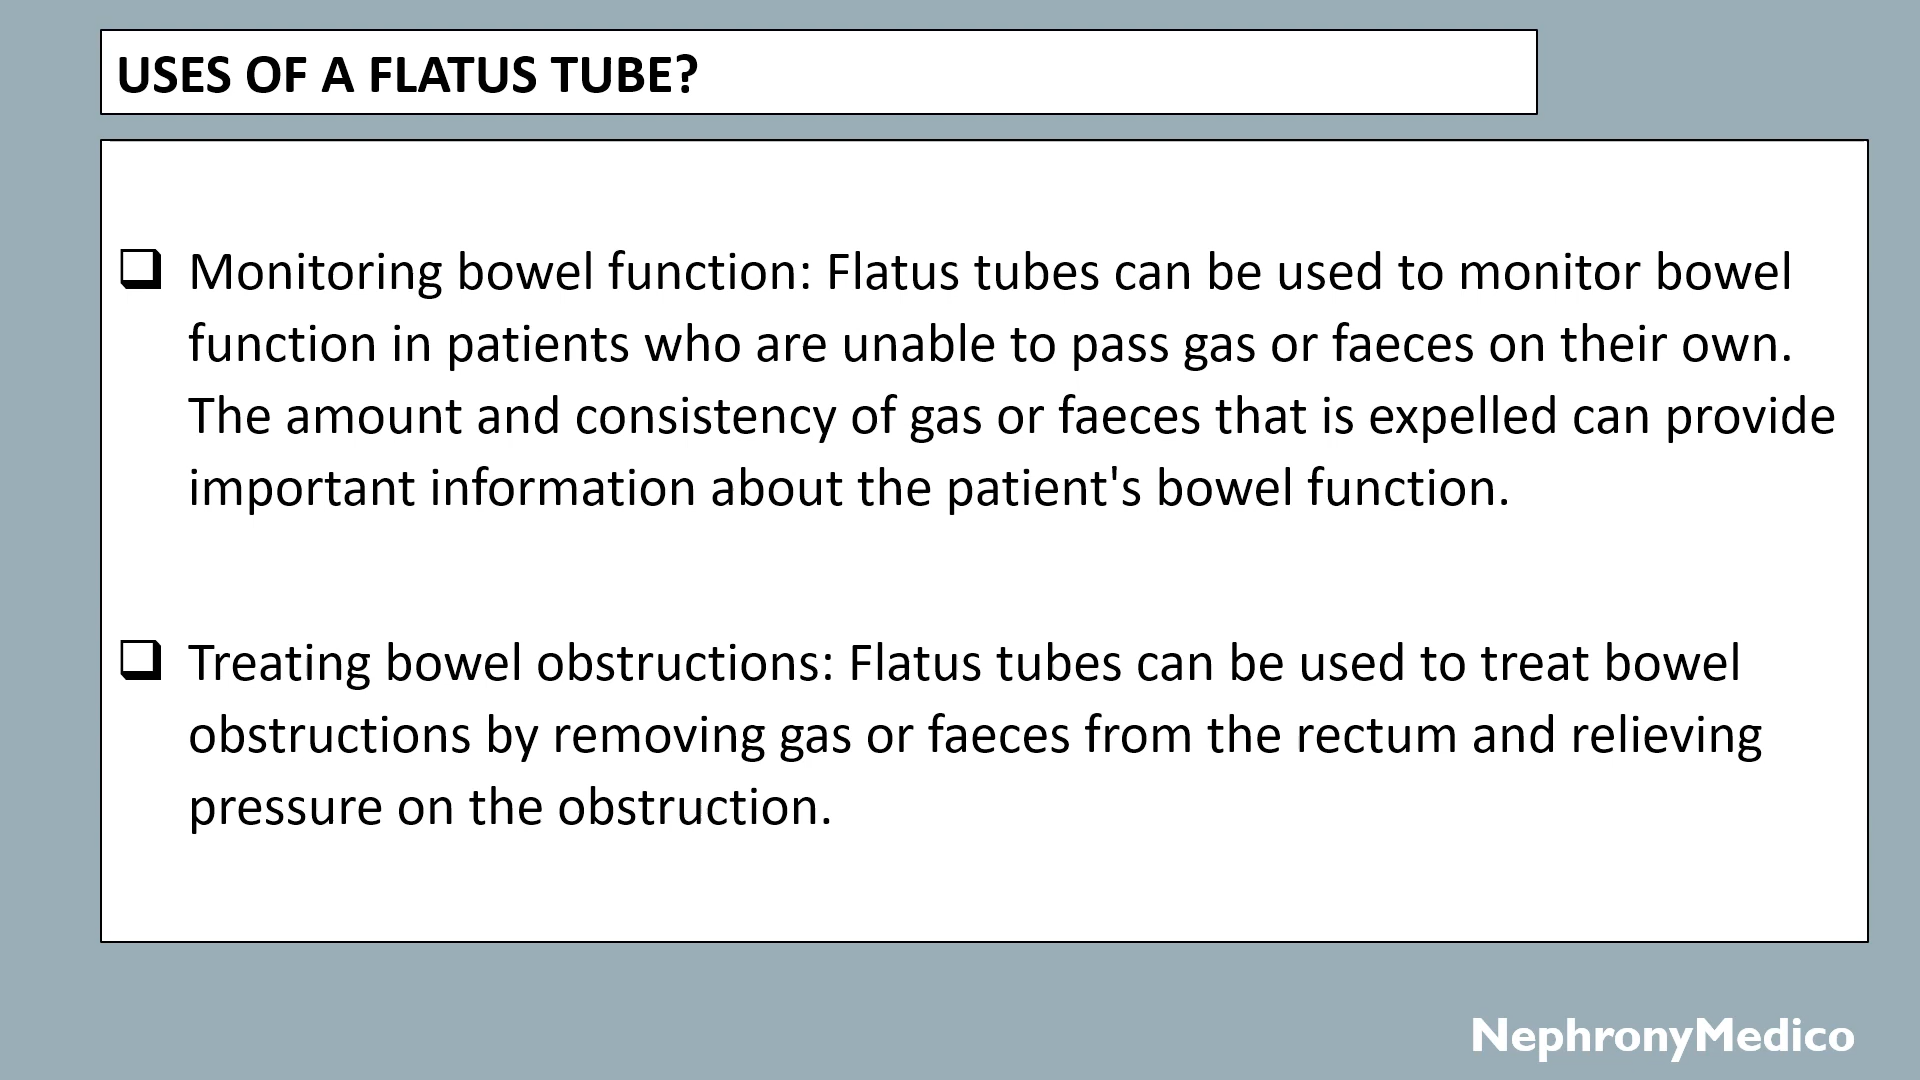 USES OF A FLATUS TUBE?
Monitoring bowel function: Flatus tubes can be used to monitor bowel
function in patients who are unable to pass gas or faeces on their own.
The amount and consistency of gas or faeces that is expelled can provide
important information about the patient's bowel function.
Treating bowel obstructions: Flatus tubes can be used to treat bowel
obstructions by removing gas or faeces from the rectum and relieving
pressure on the obstruction.
NephronyMedico